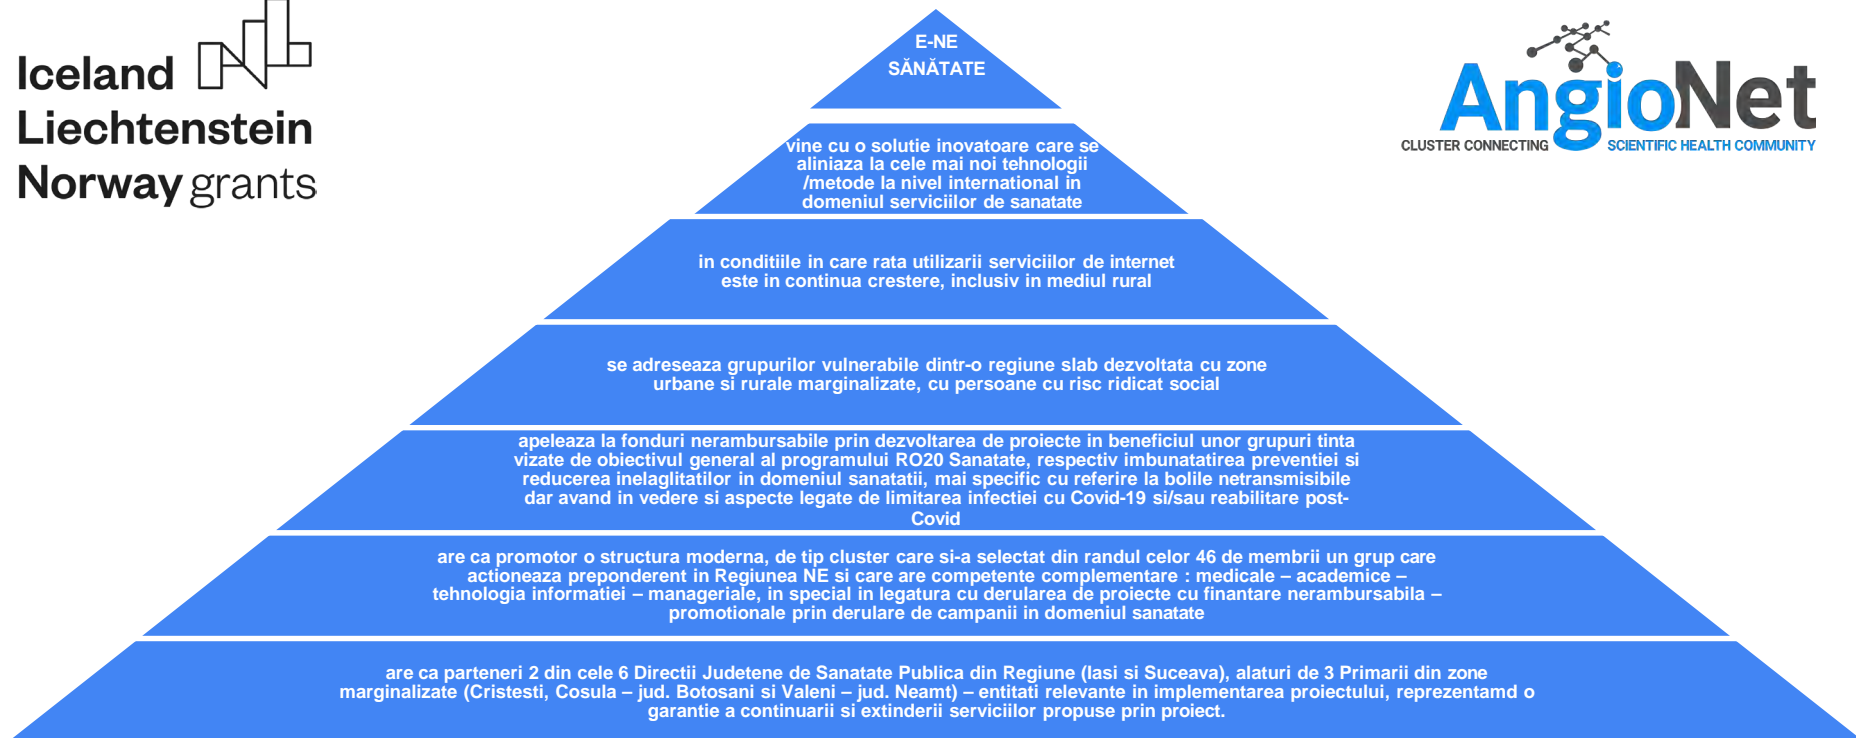 Iceland
Liechtenstein
Norway grants
AngioNet
CLUSTER CONNECTING SCIENTIFIC HEALTH COMMUNITY
E-NE
SĂNĂTATE
vine cu o solutie inovatoare care se
aliniaza la cele mai noi tehnologii
/metode la nivel international in
domeniul serviciilor de sanatate
in conditiile in care rata utilizarii serviciilor de internet
este in continua crestere, inclusiv in mediul rural
se adreseaza grupurilor vulnerabile dintr-o regiune slab dezvoltata cu zone
urbane si rurale marginalizate, cu persoane cu risc ridicat social
apeleaza la fonduri nerambursabile prin dezvoltarea de proiecte in beneficiul unor grupuri tinta
vizate de obiectivul general al programului RO20 Sanatate, respectiv imbunatatirea preventiei si
reducerea inelaglitatilor in domeniul sanatatii, mai specific cu referire la bolile netransmisibile
dar avand in vedere si aspecte legate de limitarea infectiei cu Covid-19 si/sau reabilitare post-
Covid
are ca promotor o structura moderna, de tip cluster care si-a selectat din randul celor 46 de membrii un grup care
actioneaza preponderent in Regiunea NE si care are competente complementare : medicale – academice –
tehnologia informatiei – manageriale, in special in legatura cu derularea de proiecte cu finantare nerambursabila –
promotionale prin derulare de campanii in domeniul sanatate
are ca parteneri 2 din cele 6 Directii Judetene de Sanatate Publica din Regiune (Iasi si Suceava), alaturi de 3 Primarii din zone
marginalizate (Cristesti, Cosula – jud. Botosani si Valeni – jud. Neamt) – entitati relevante in implementarea proiectului, reprezentamd o
garantie a continuarii si extinderii serviciilor propuse prin proiect.